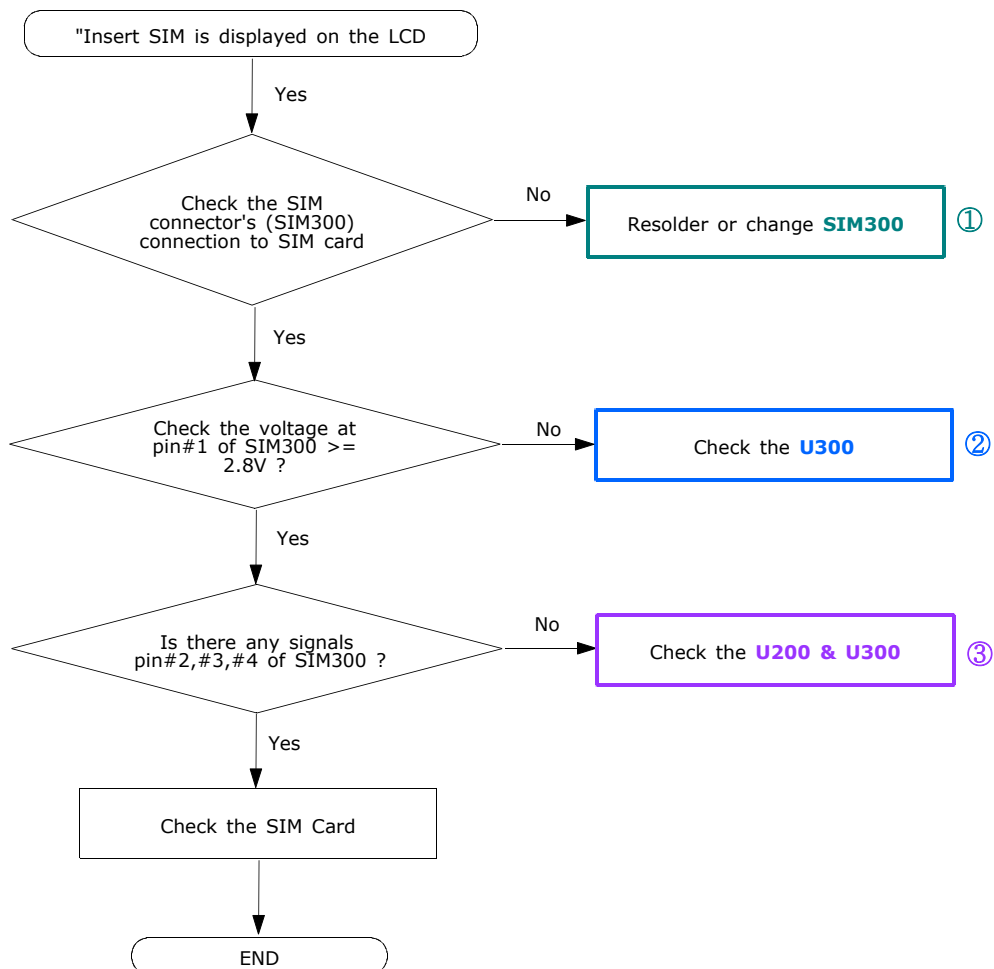 "Insert SIM is displayed on the LCD
Yes
Check the SIM
connector's (SIM300)
connection to SIM card
No
Resolder or change SIM300
①
Yes
Check the voltage at
pin#1 of SIM300 >=
2.8V ?
No
Check the U300
②
Yes
Is there any signals
pin#2,#3,#4 of SIM300 ?
No
Check the U200 & U300
③
Yes
Check the SIM Card
END